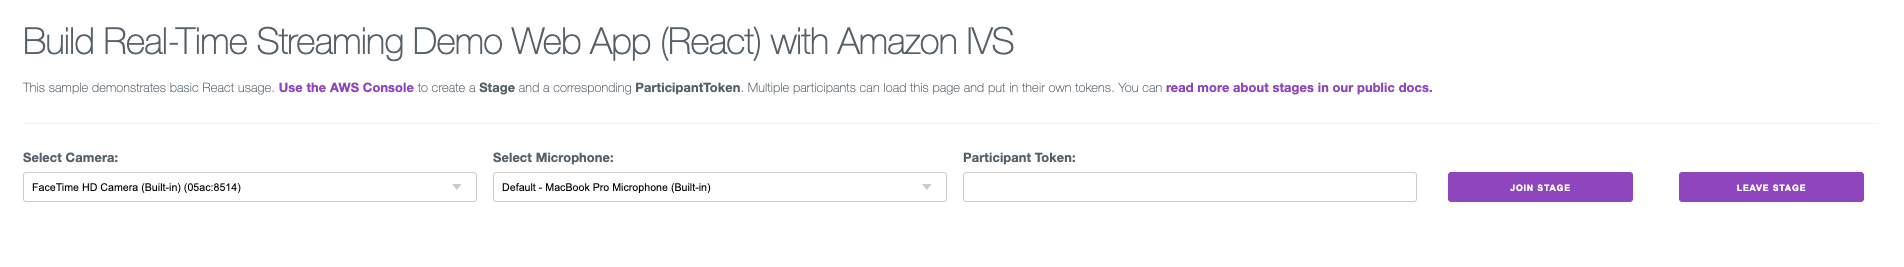 Build Real-Time Streaming Demo Web App (React) with Amazon IVS
This sample demonstrates basic React usage. Use the AWS Console to create a Stage and a corresponding ParticipantToken. Multiple participants can load this page and put in their own tokens. You can read more about stages in our public docs.
Select Camera:
Select Microphone:
Participant Token:
FaceTime HD Camera (Built-in) (05ac:8514)
Default - MacBook Pro Microphone (Built-in)
JOIN STAGE
LEAVE STAGE